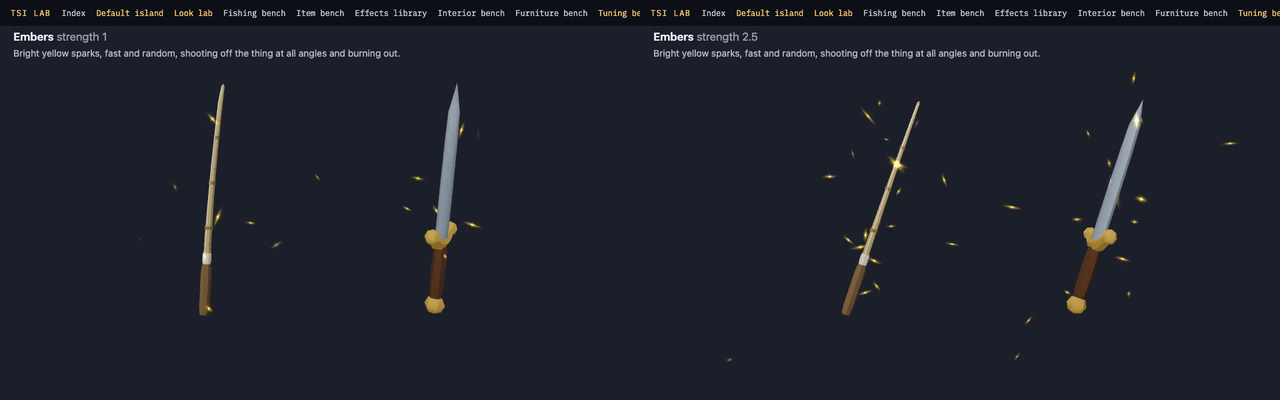 TSI LAB Index Default island Look lab Fishing bench Item bench Effects library Interior bench Furniture bench Tuning
Embers strength 1
Bright yellow sparks, fast and random, shooting off the thing at all angles and burning out.
TSI LAB Index Default island Look lab Fishing bench Item bench Effects library Interior bench Furniture bench Tuning
Embers strength 2.5
Bright yellow sparks, fast and random, shooting off the thing at all angles and burning out.